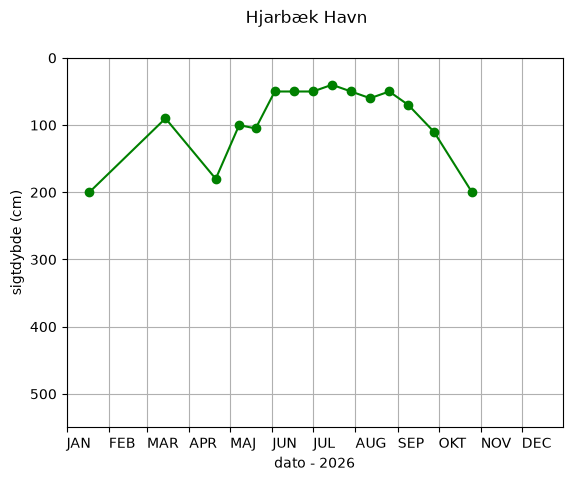 Hjarbæk Havn
0
100
200
300
400
500
sigtdybde (cm)
JAN FEB MAR APR MAJ JUN JUL AUG SEP OKT NOV DEC
dato - 2026